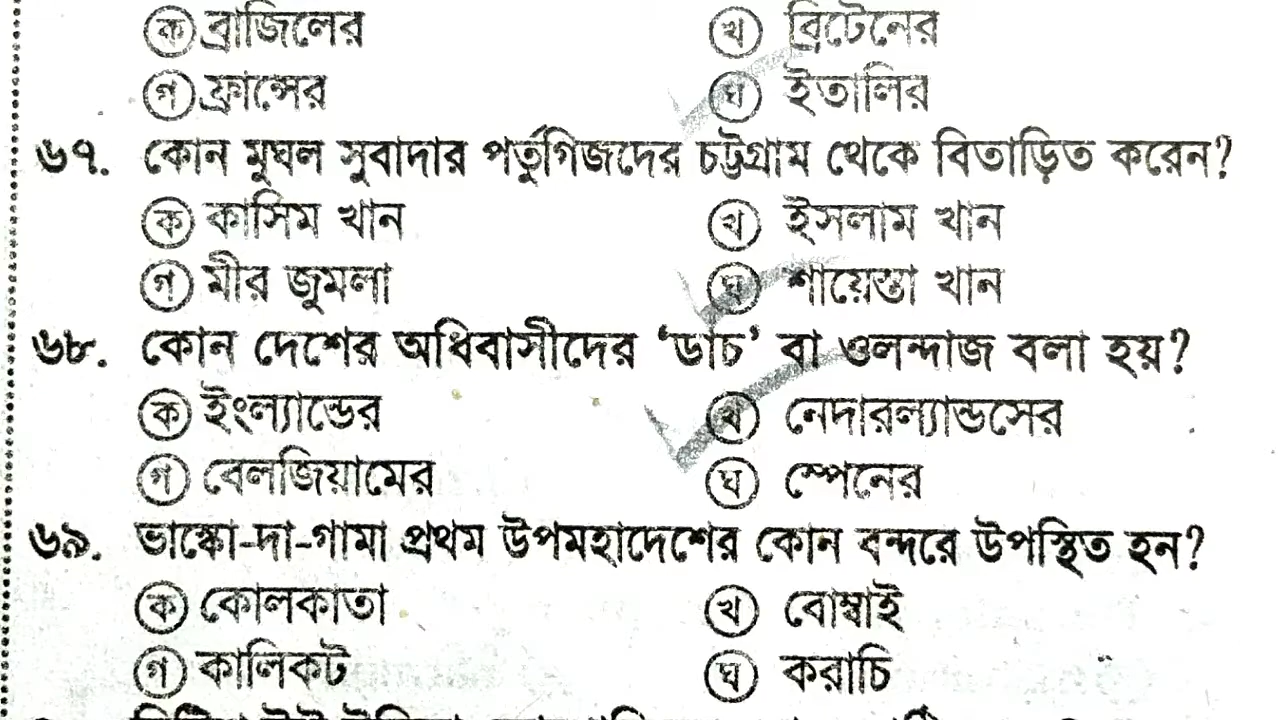 ক ব্রাজিলের খ ব্রিটেনের
গ ফ্রান্সের ঘ ইতালির
৬৭. কোন মুঘল সুবাদার পর্তুগিজদের চট্টগ্রাম থেকে বিতাড়িত করেন?
ক কাসিম খান খ ইসলাম খান
গ মীর জুমলা ঘ শায়েস্তা খান
৬৮. কোন দেশের অধিবাসীদের ‘ডাচ’ বা ওলন্দাজ বলা হয়?
ক ইংল্যান্ডের খ নেদারল্যান্ডসের
গ বেলজিয়ামের ঘ স্পেনের
৬৯. ভাস্কো-দা-গামা প্রথম উপমহাদেশের কোন বন্দরে উপস্থিত হন?
ক কোলকাতা খ বোম্বাই
গ কালিকট ঘ করাচি